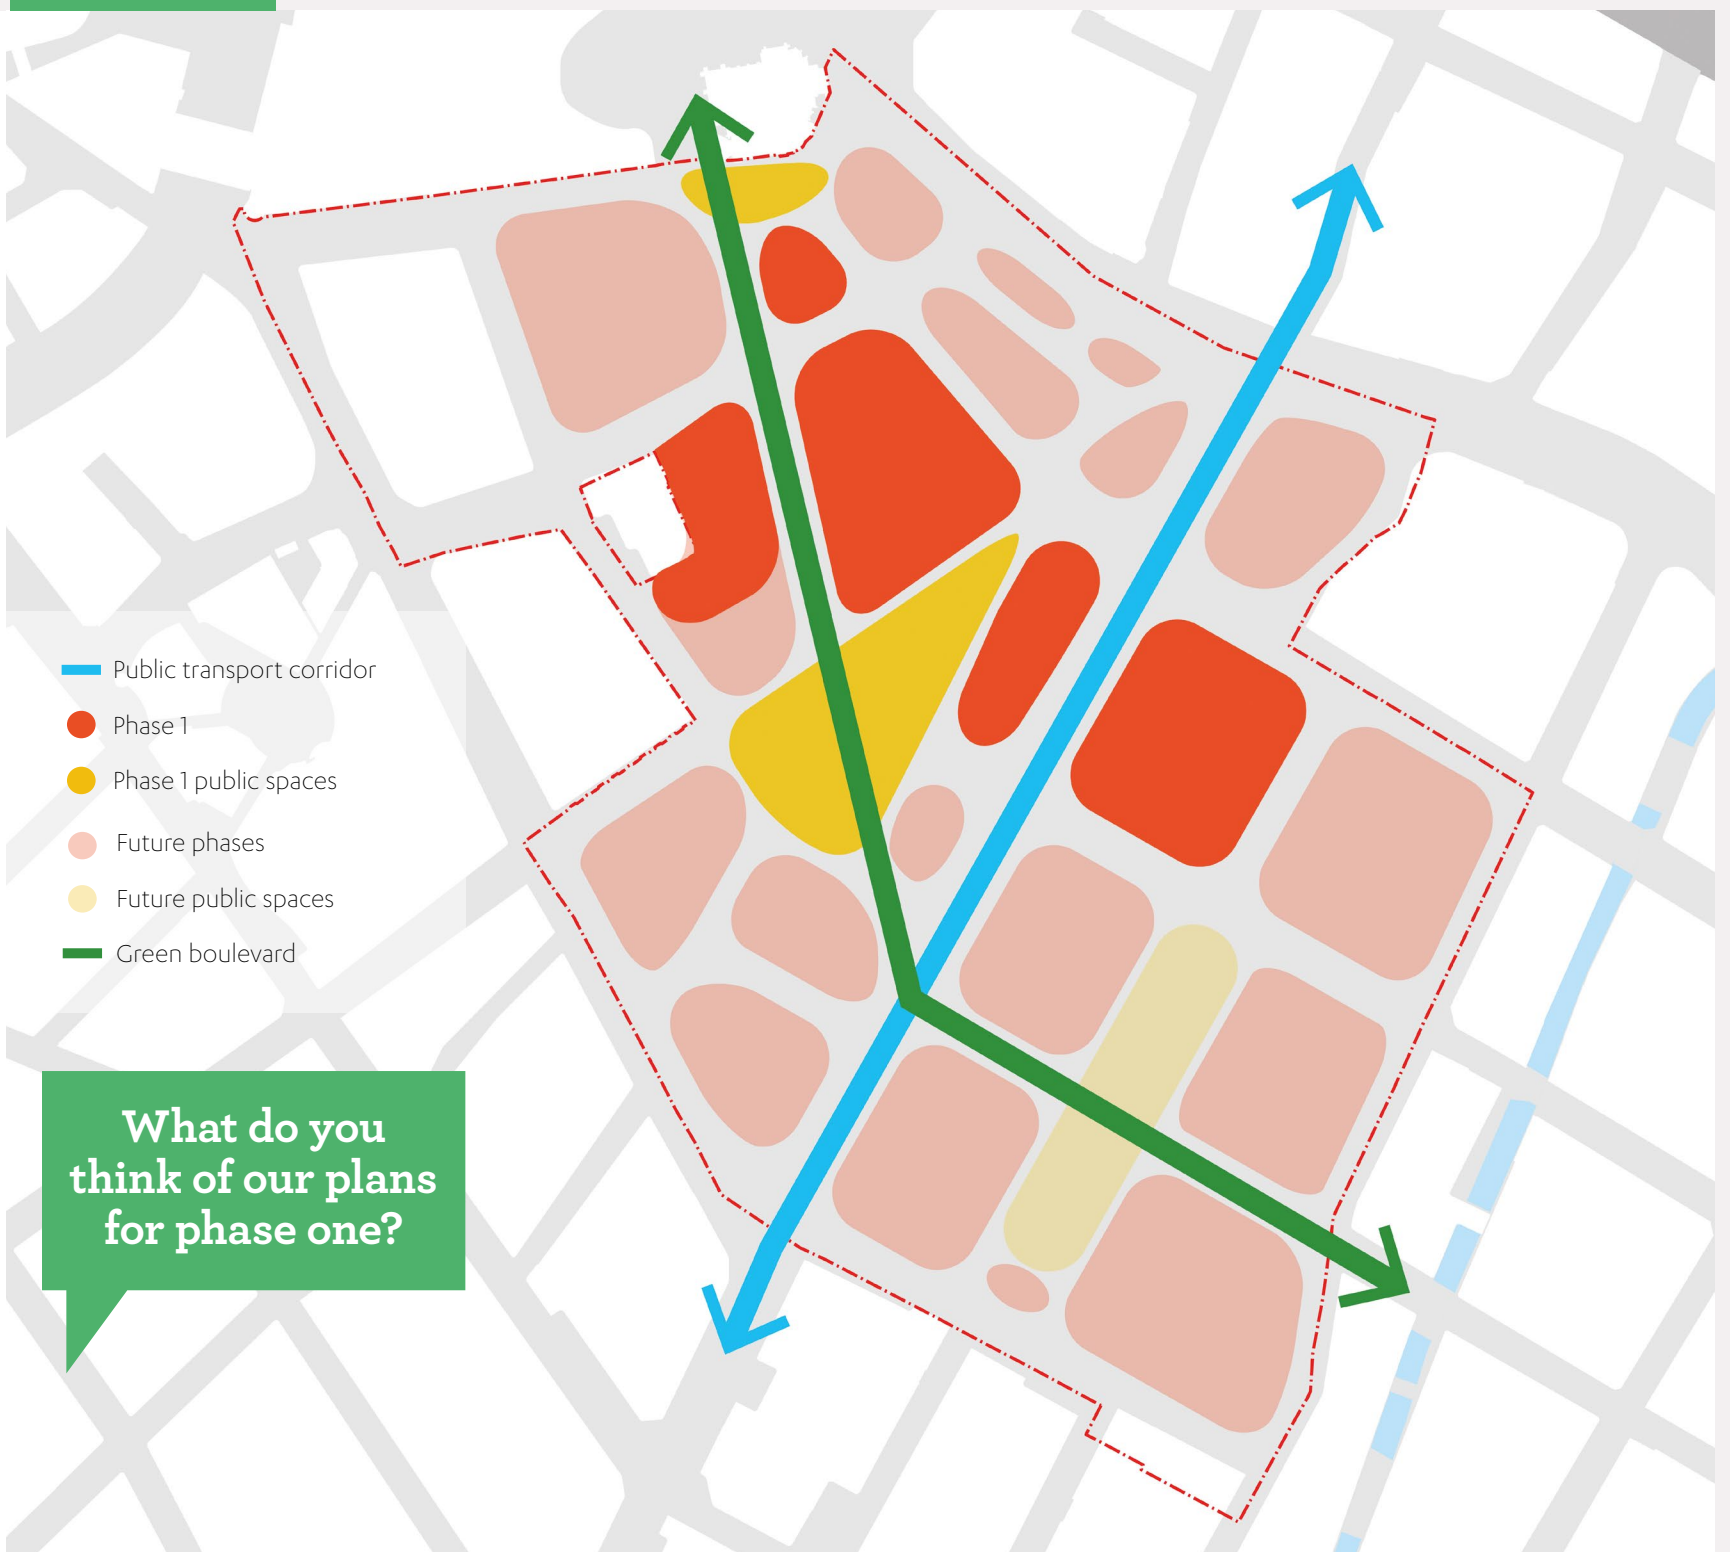 Public transport corridor
Phase 1
Phase 1 public spaces
Future phases
Future public spaces
Green boulevard
What do you
think of our plans
for phase one?